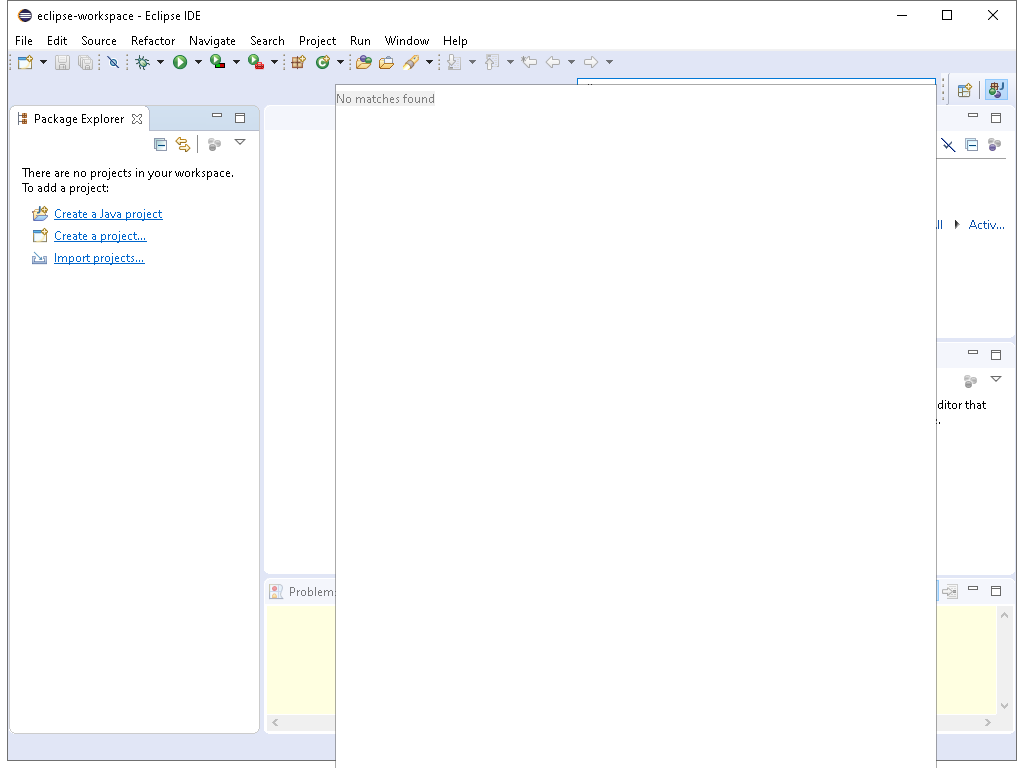 eclipse-workspace - Eclipse IDE
File Edit Source Refactor Navigate Search Project Run Window Help
No matches found
Package Explorer
There are no projects in your workspace.
To add a project:
Create a Java project
Create a project...
Import projects...
Activ...
ditor that
Problem